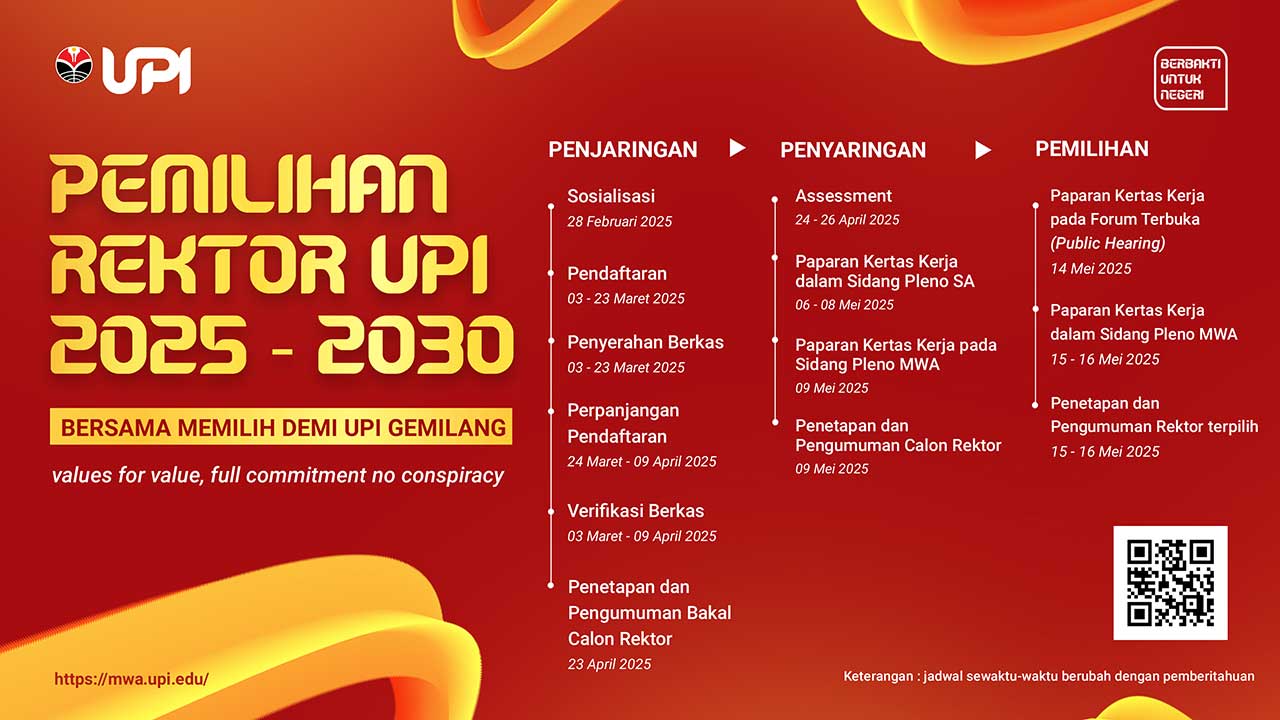 UPI
BERBAKTI
UNTUK
NEGERI
PEMILIHAN
REKTOR UPI
2025 - 2030
BERSAMA MEMILIH DEMI UPI GEMILANG
values for value, full commitment no conspiracy
PENJARINGAN
Sosialisasi
28 Februari 2025
Pendaftaran
03 - 23 Maret 2025
Penyerahan Berkas
03 - 23 Maret 2025
Perpanjangan
Pendaftaran
24 Maret - 09 April 2025
Verifikasi Berkas
03 Maret - 09 April 2025
Penetapan dan
Pengumuman Bakal
Calon Rektor
23 April 2025
PENYARINGAN
Assessment
24 - 26 April 2025
Paparan Kertas Kerja
dalam Sidang Pleno SA
06 - 08 Mei 2025
Paparan Kertas Kerja pada
Sidang Pleno MWA
09 Mei 2025
Penetapan dan
Pengumuman Calon Rektor
09 Mei 2025
PEMILIHAN
Paparan Kertas Kerja
pada Forum Terbuka
(Public Hearing)
14 Mei 2025
Paparan Kertas Kerja
dalam Sidang Pleno MWA
15 - 16 Mei 2025
Penetapan dan
Pengumuman Rektor terpilih
15 - 16 Mei 2025
https://mwa.upi.edu/
Keterangan : jadwal sewaktu-waktu berubah dengan pemberitahuan